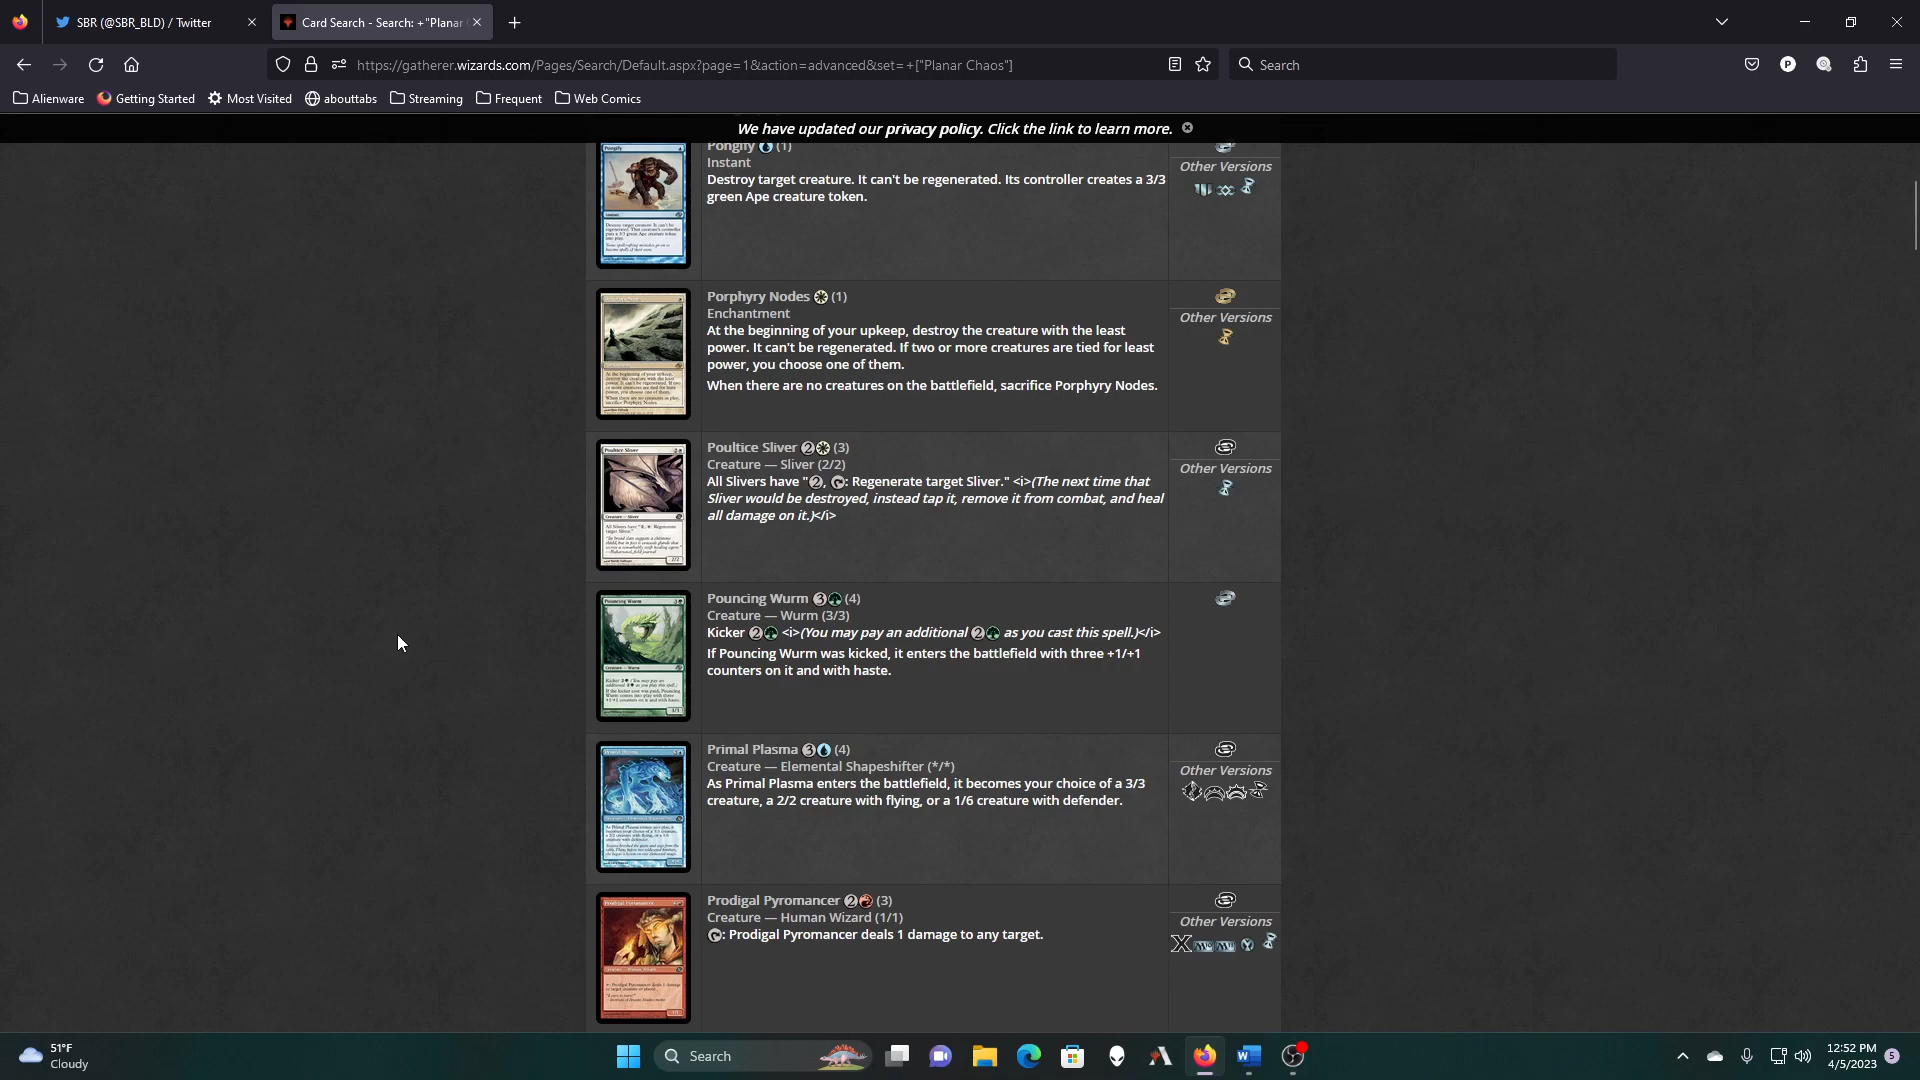 SBR (@SBR_BLD) / Twitter
Card Search - Search: +"Planar
https://gatherer.wizards.com/Pages/Search/Default.aspx?page=1&action=advanced&set=+["Planar Chaos"]
Search
Alienware
Getting Started
Most Visited
abouttabs
Streaming
Frequent
Web Comics
We have updated our privacy policy. Click the link to learn more.
Pongify (1)
Instant
Destroy target creature. It can't be regenerated. Its controller creates a 3/3
green Ape creature token.
Other Versions
Porphyry Nodes (1)
Enchantment
At the beginning of your upkeep, destroy the creature with the least
power. It can't be regenerated. If two or more creatures are tied for least
power, you choose one of them.
When there are no creatures on the battlefield, sacrifice Porphyry Nodes.
Other Versions
Poultice Sliver 2 (3)
Creature — Sliver (2/2)
All Slivers have "2, : Regenerate target Sliver." <i>(The next time that
Sliver would be destroyed, instead tap it, remove it from combat, and heal
all damage on it.)</i>
Other Versions
Pouncing Wurm 3 (4)
Creature — Wurm (3/3)
Kicker 2 <i>(You may pay an additional 2 as you cast this spell.)</i>
If Pouncing Wurm was kicked, it enters the battlefield with three +1/+1
counters on it and with haste.
Primal Plasma 3 (4)
Creature — Elemental Shapeshifter (*/*)
As Primal Plasma enters the battlefield, it becomes your choice of a 3/3
creature, a 2/2 creature with flying, or a 1/6 creature with defender.
Other Versions
Prodigal Pyromancer 2 (3)
Creature — Human Wizard (1/1)
: Prodigal Pyromancer deals 1 damage to any target.
Other Versions
51°F
Cloudy
Search
12:52 PM
4/5/2023
5